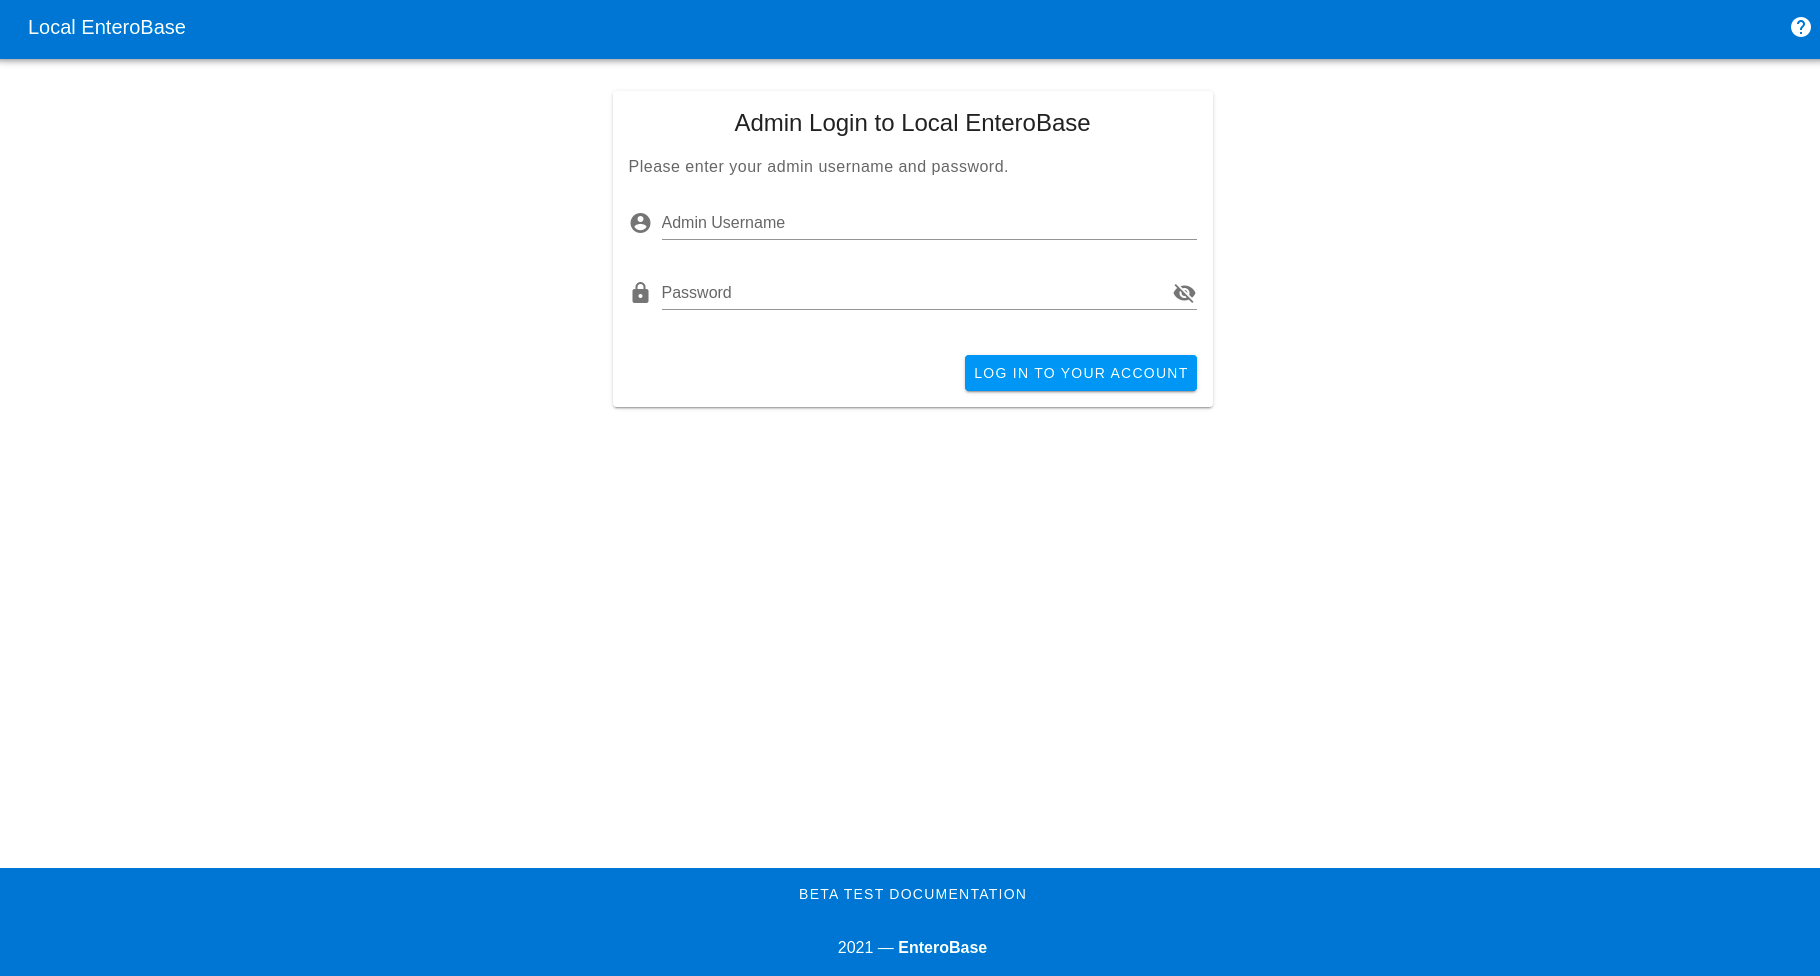 Local EnteroBase
Admin Login to Local EnteroBase
Please enter your admin username and password.
Admin Username
Password
LOG IN TO YOUR ACCOUNT
BETA TEST DOCUMENTATION
2021 — EnteroBase